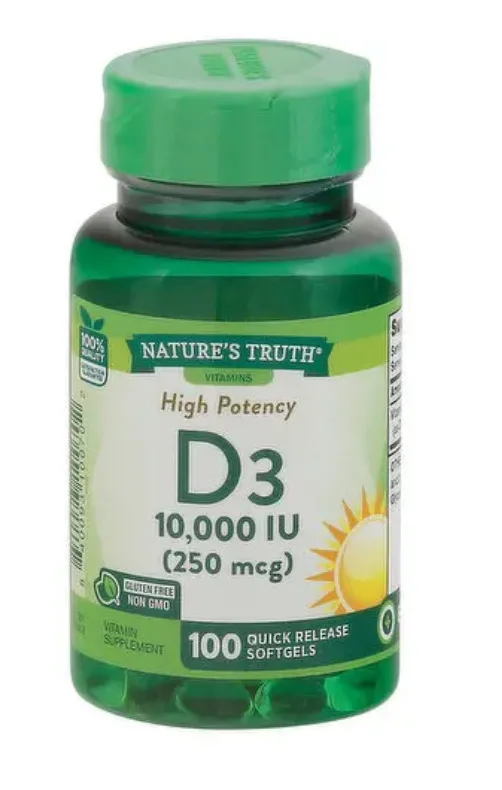 100%
QUALITY
NATURE'S TRUTH®
VITAMINS
High Potency
D3
10,000 IU
(250 mcg)
GLUTEN FREE
NON GMO
VITAMIN
SUPPLEMENT
100 QUICK RELEASE
SOFTGELS